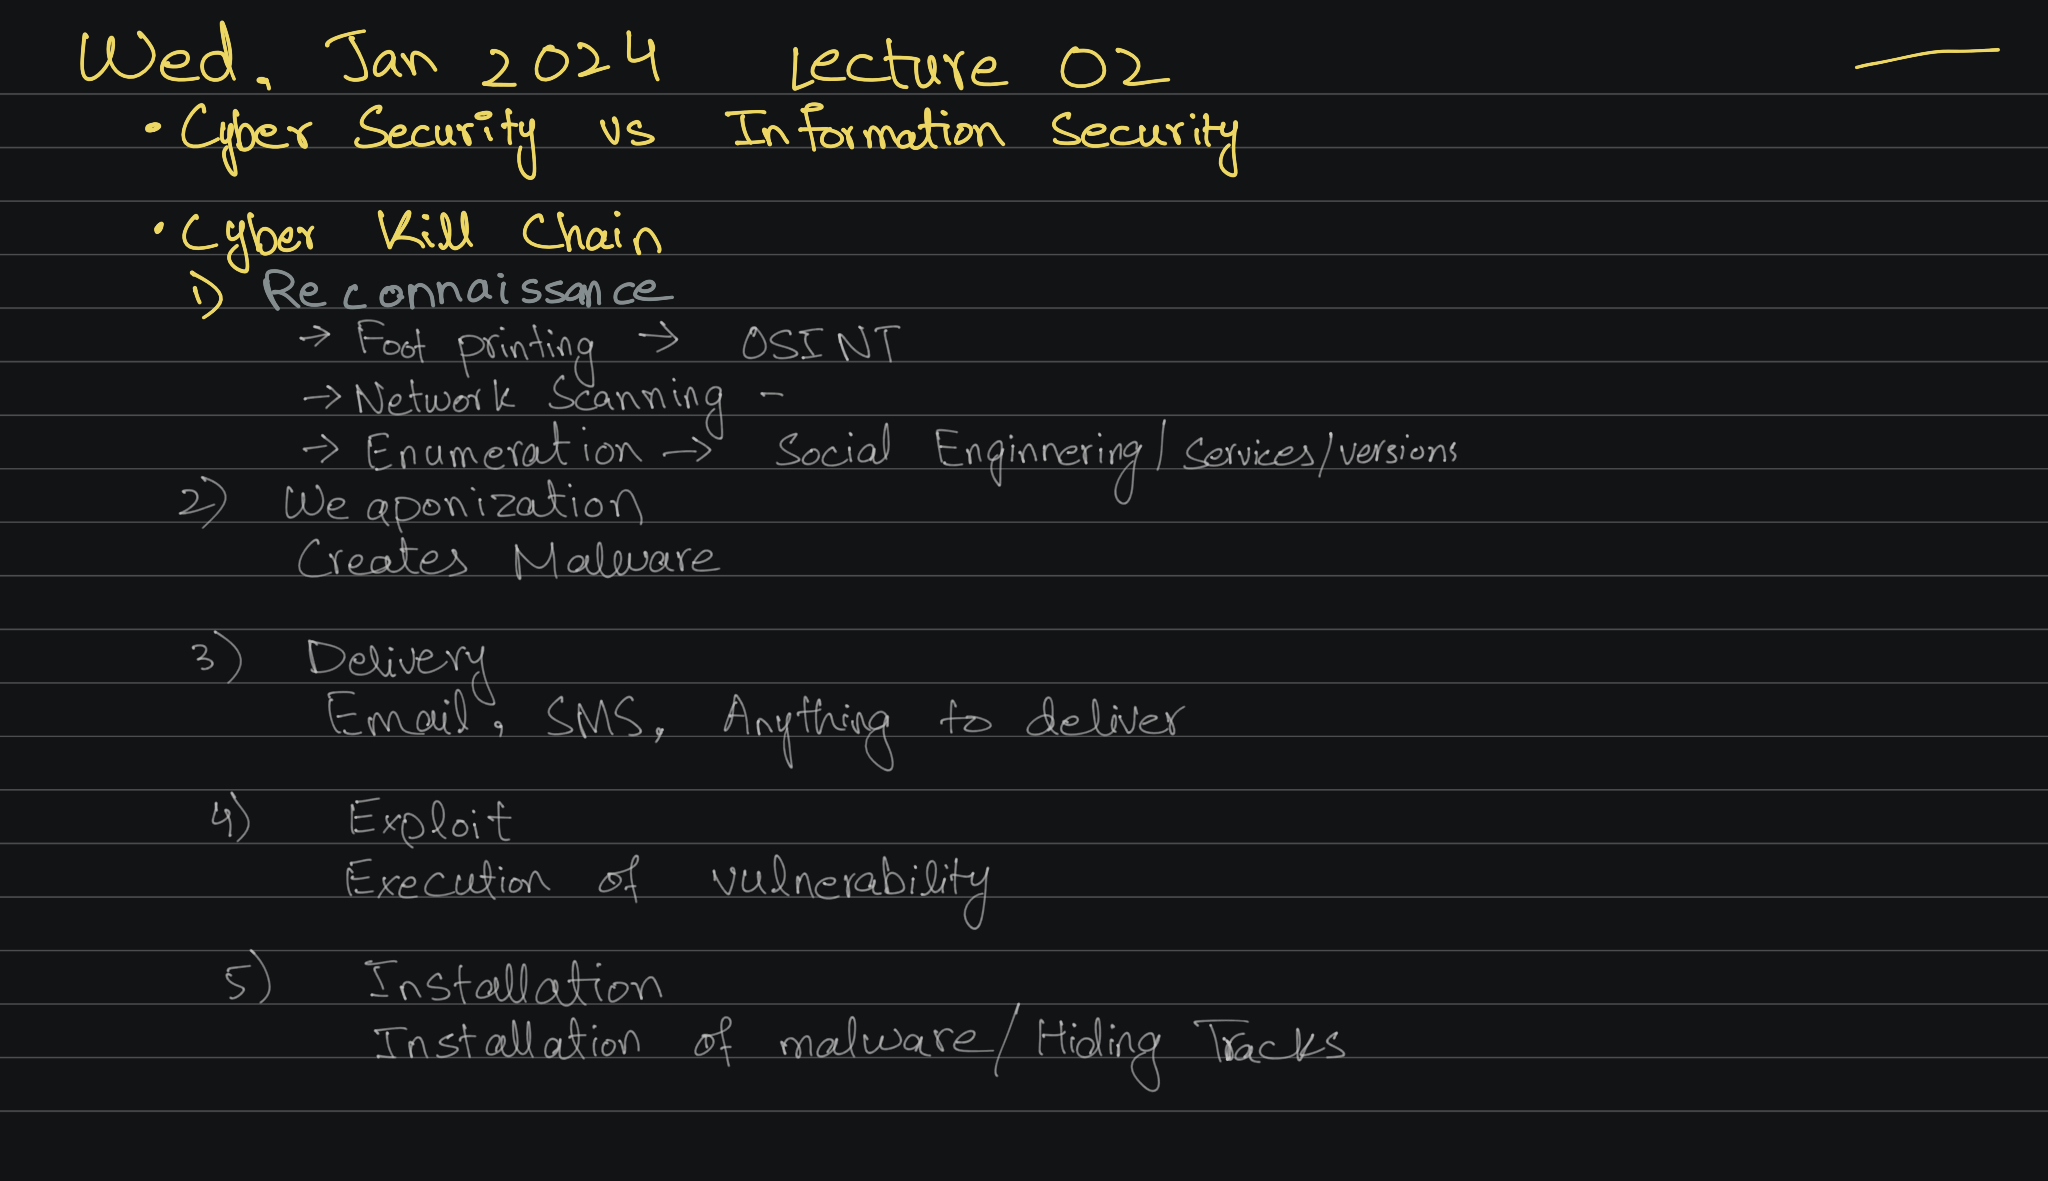 Wed, Jan 2024 Lecture 02
• Cyber Security vs Information Security
• Cyber Kill Chain
1) Reconnaissance
→ Foot printing → OSINT
→ Network Scanning -
→ Enumeration → Social Enginnering / Services / versions
2) Weaponization
Creates Malware
3) Delivery
Email, SMS, Anything to deliver
4) Exploit
Execution of vulnerability
5) Installation
Installation of malware / Hiding Tracks